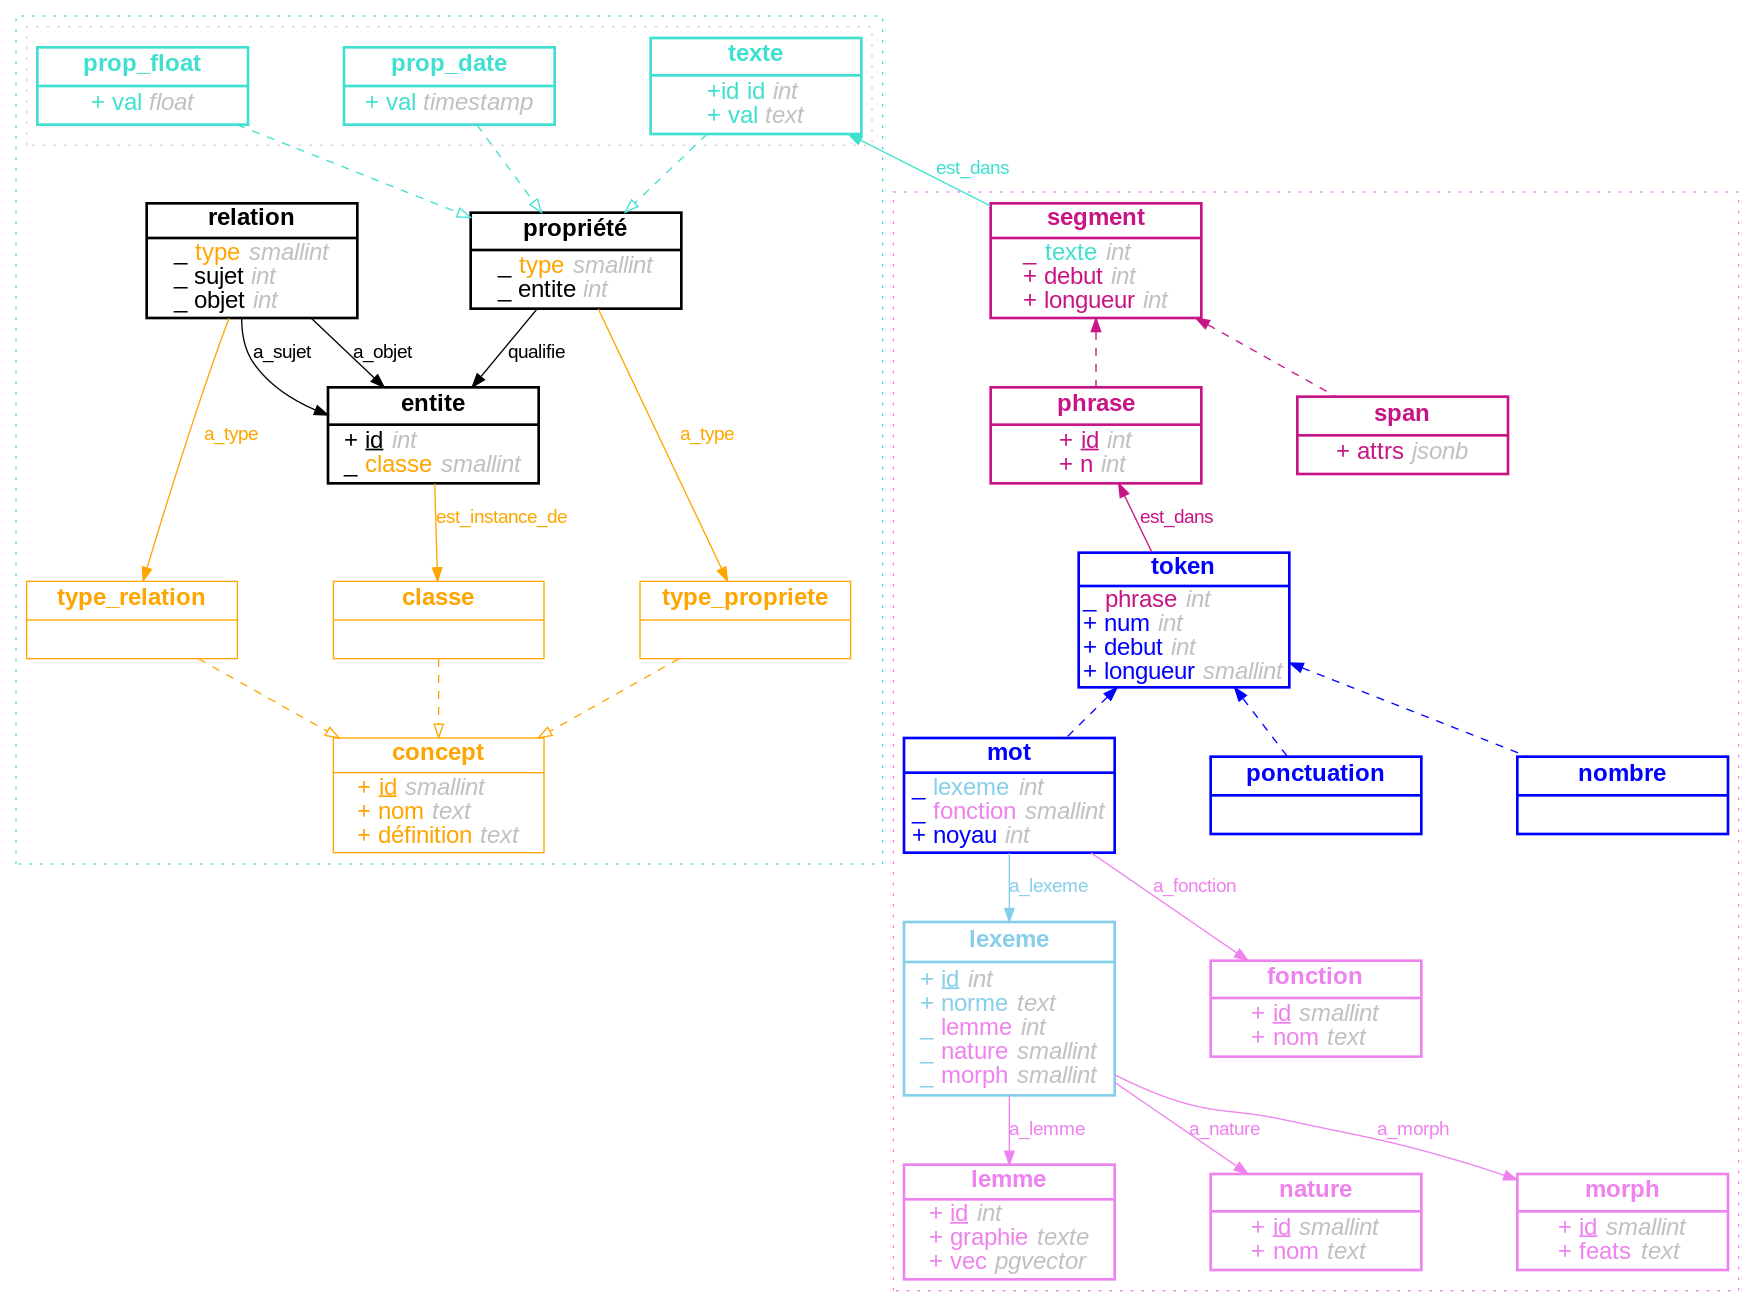 prop_float
+ val float
prop_date
+ val timestamp
texte
+id id int
+ val text
est_dans
relation
_ type smallint
_ sujet int
_ objet int
propriété
_ type smallint
_ entite int
segment
_ texte int
+ debut int
+ longueur int
a_sujet
a_objet
qualifie
entite
+ id int
_ classe smallint
phrase
+ id int
+ n int
span
+ attrs jsonb
a_type
a_type
est_instance_de
est_dans
token
_ phrase int
+ num int
+ debut int
+ longueur smallint
type_relation
classe
type_propriete
concept
+ id smallint
+ nom text
+ définition text
mot
_ lexeme int
_ fonction smallint
+ noyau int
ponctuation
nombre
a_lexeme
a_fonction
lexeme
+ id int
+ norme text
_ lemme int
_ nature smallint
_ morph smallint
fonction
+ id smallint
+ nom text
a_lemme
a_nature
a_morph
lemme
+ id int
+ graphie texte
+ vec pgvector
nature
+ id smallint
+ nom text
morph
+ id smallint
+ feats text